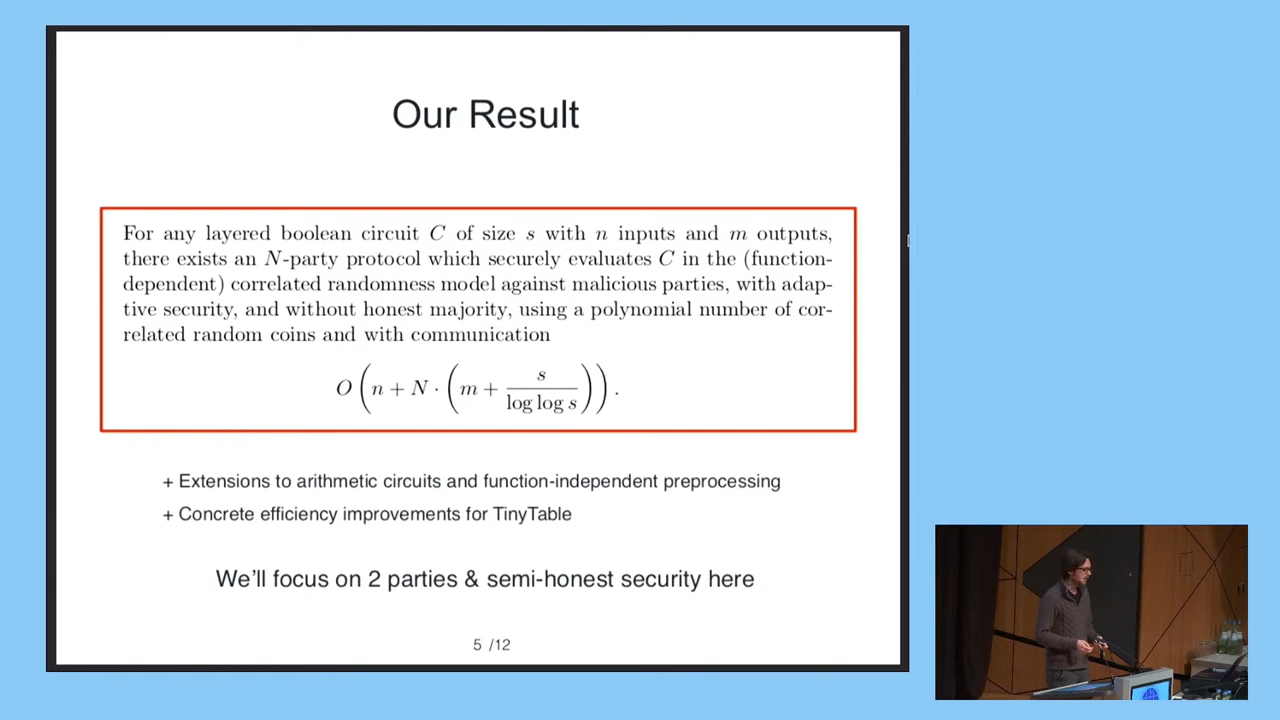 Our Result
For any layered boolean circuit C of size s with n inputs and m outputs,
there exists an N-party protocol which securely evaluates C in the (function-
dependent) correlated randomness model against malicious parties, with adap-
tive security, and without honest majority, using a polynomial number of cor-
related random coins and with communication
O(n + N · (m + s / log log s)).
+ Extensions to arithmetic circuits and function-independent preprocessing
+ Concrete efficiency improvements for TinyTable
We'll focus on 2 parties & semi-honest security here
5 /12